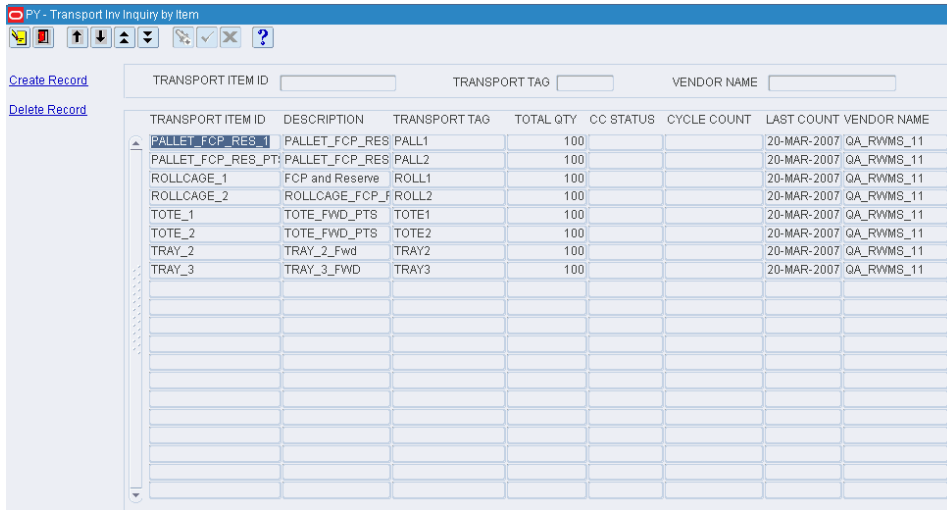 PY - Transport Inv Inquiry by Item
?
Create Record
TRANSPORT ITEM ID TRANSPORT TAG VENDOR NAME
Delete Record
TRANSPORT ITEM ID DESCRIPTION TRANSPORT TAG TOTAL QTY CC STATUS CYCLE COUNT LAST COUNT VENDOR NAME
PALLET_FCP_RES_1 PALLET_FCP_RES PALL1 100 20-MAR-2007 QA_RWMS_11
PALLET_FCP_RES_PTS PALLET_FCP_RES PALL2 100 20-MAR-2007 QA_RWMS_11
ROLLCAGE_1 FCP and Reserve ROLL1 100 20-MAR-2007 QA_RWMS_11
ROLLCAGE_2 ROLLCAGE_FCP_R ROLL2 100 20-MAR-2007 QA_RWMS_11
TOTE_1 TOTE_FWD_PTS TOTE1 100 20-MAR-2007 QA_RWMS_11
TOTE_2 TOTE_FWD_PTS TOTE2 100 20-MAR-2007 QA_RWMS_11
TRAY_2 TRAY_2_Fwd TRAY2 100 20-MAR-2007 QA_RWMS_11
TRAY_3 TRAY_3_FWD TRAY3 100 20-MAR-2007 QA_RWMS_11